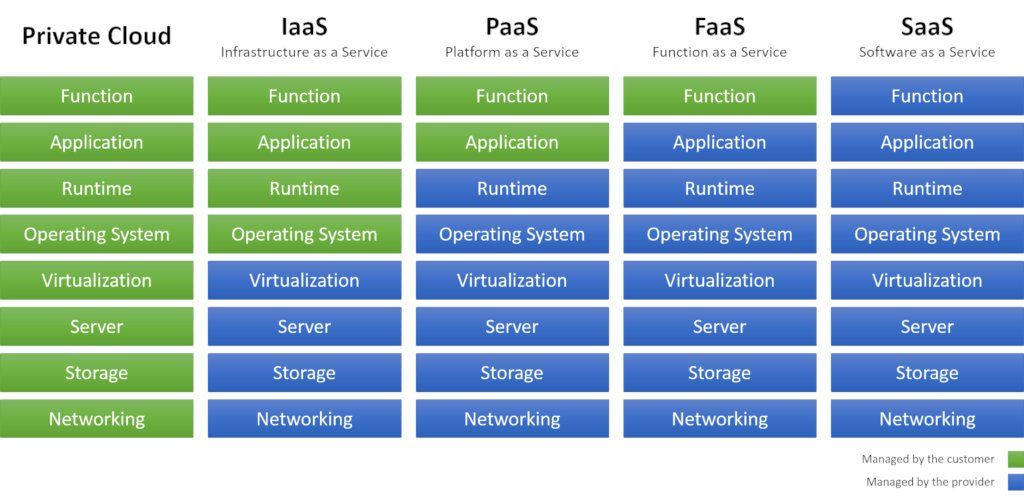 Private Cloud
IaaS
Infrastructure as a Service
PaaS
Platform as a Service
FaaS
Function as a Service
SaaS
Software as a Service
Function Function Function Function Function
Application Application Application Application Application
Runtime Runtime Runtime Runtime Runtime
Operating System Operating System Operating System Operating System Operating System
Virtualization Virtualization Virtualization Virtualization Virtualization
Server Server Server Server Server
Storage Storage Storage Storage Storage
Networking Networking Networking Networking Networking
Managed by the customer
Managed by the provider